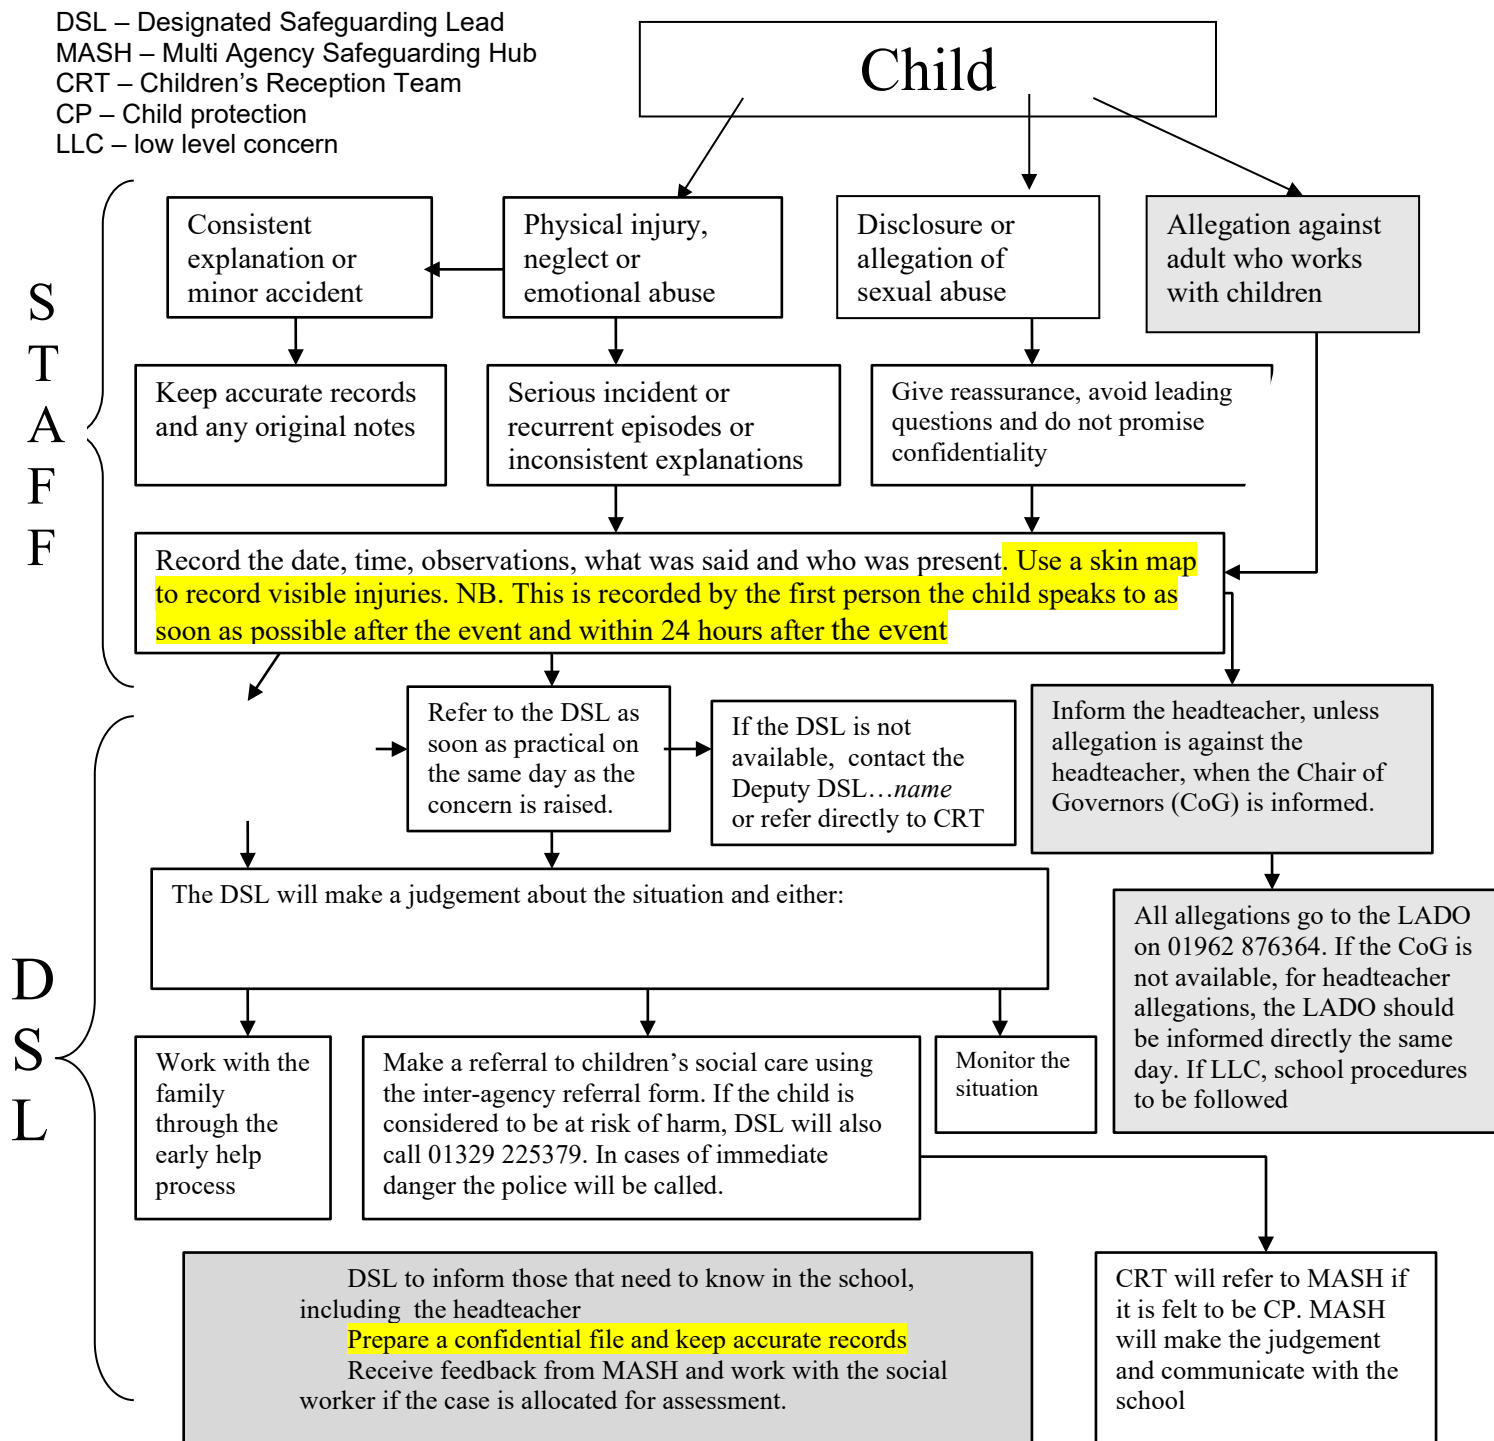 DSL – Designated Safeguarding Lead
MASH – Multi Agency Safeguarding Hub
CRT – Children's Reception Team
CP – Child protection
LLC – low level concern
Child
S
T
A
F
F
Consistent
explanation or
minor accident
Physical injury,
neglect or
emotional abuse
Disclosure or
allegation of
sexual abuse
Allegation against
adult who works
with children
Keep accurate records
and any original notes
Serious incident or
recurrent episodes or
inconsistent explanations
Give reassurance, avoid leading
questions and do not promise
confidentiality
Record the date, time, observations, what was said and who was present. Use a skin map
to record visible injuries. NB. This is recorded by the first person the child speaks to as
soon as possible after the event and within 24 hours after the event
D
S
L
Refer to the DSL as
soon as practical on
the same day as the
concern is raised.
If the DSL is not
available,  contact the
Deputy DSL…name
or refer directly to CRT
Inform the headteacher, unless
allegation is against the
headteacher, when the Chair of
Governors (CoG) is informed.
The DSL will make a judgement about the situation and either:
All allegations go to the LADO
on 01962 876364. If the CoG is
not available, for headteacher
allegations, the LADO should
be informed directly the same
day. If LLC, school procedures
to be followed
Work with the
family
through the
early help
process
Make a referral to children's social care using
the inter-agency referral form. If the child is
considered to be at risk of harm, DSL will also
call 01329 225379. In cases of immediate
danger the police will be called.
Monitor the
situation
DSL to inform those that need to know in the school,
including  the headteacher
Prepare a confidential file and keep accurate records
Receive feedback from MASH and work with the social
worker if the case is allocated for assessment.
CRT will refer to MASH if
it is felt to be CP. MASH
will make the judgement
and communicate with the
school